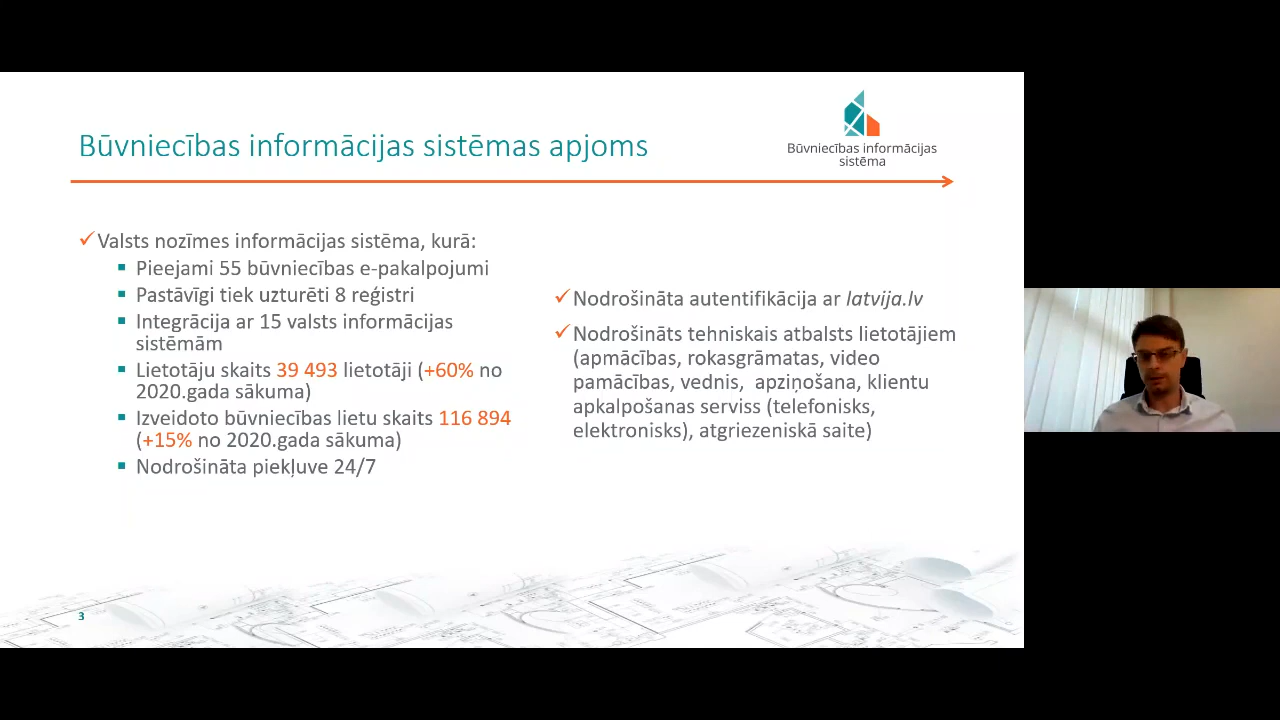 Būvniecības informācijas sistēmas apjoms
Būvniecības informācijas
sistēma
Valsts nozīmes informācijas sistēma, kurā:
Pieejami 55 būvniecības e-pakalpojumi
Pastāvīgi tiek uzturēti 8 reģistri
Integrācija ar 15 valsts informācijas
sistēmām
Lietotāju skaits 39 493 lietotāji (+60% no
2020.gada sākuma)
Izveidoto būvniecības lietu skaits 116 894
(+15% no 2020.gada sākuma)
Nodrošināta piekļuve 24/7
Nodrošināta autentifikācija ar latvija.lv
Nodrošināts tehniskais atbalsts lietotājiem
(apmācības, rokasgrāmatas, video
pamācības, vednis, apziņošana, klientu
apkalpošanas serviss (telefonisks,
elektronisks), atgriezeniskā saite)
3